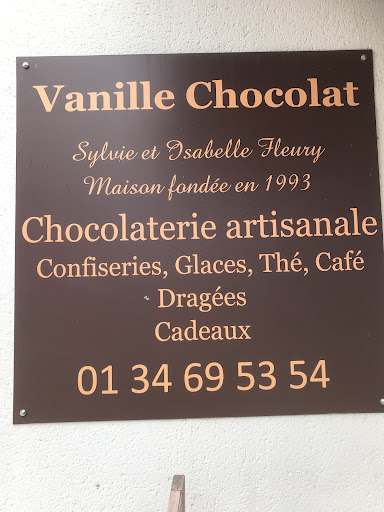 Vanille Chocolat
Sylvie et Isabelle Fleury
Maison fondée en 1993
Chocolaterie artisanale
Confiseries, Glaces, Thé, Café
Dragées
Cadeaux
01 34 69 53 54